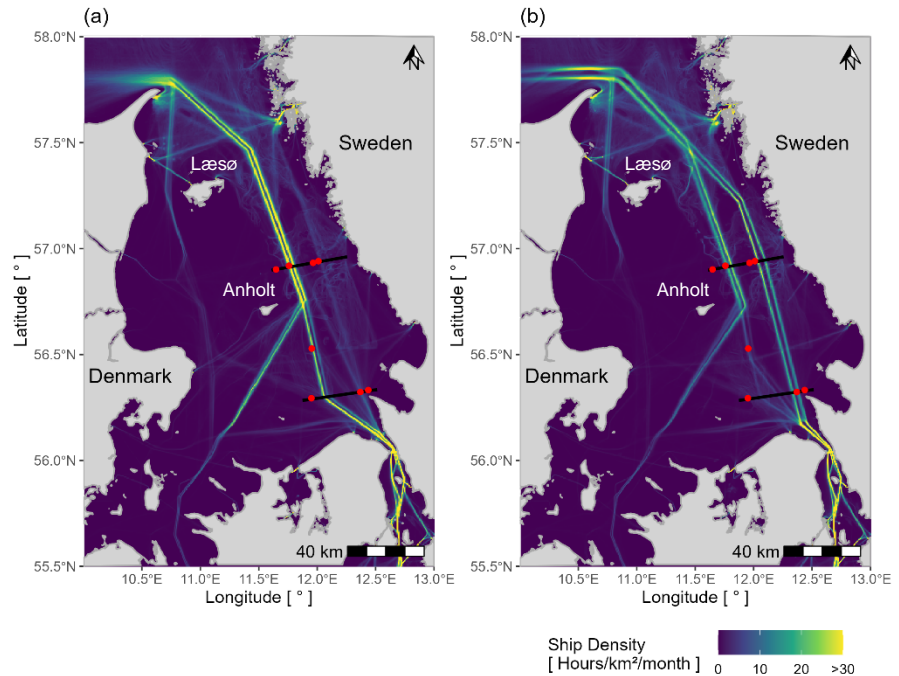 (a)
(b)
58.0°N
57.5°N
57.0°N
56.5°N
56.0°N
55.5°N
Latitude [ ° ]
N
Sweden
Læsø
Anholt
Denmark
40 km
10.5°E
11.0°E
11.5°E
12.0°E
12.5°E
13.0°E
Longitude [ ° ]
58.0°N
57.5°N
57.0°N
56.5°N
56.0°N
55.5°N
Latitude [ ° ]
N
Sweden
Læsø
Anholt
Denmark
40 km
10.5°E
11.0°E
11.5°E
12.0°E
12.5°E
13.0°E
Longitude [ ° ]
Ship Density
[ Hours/km²/month ]
0
10
20
>30